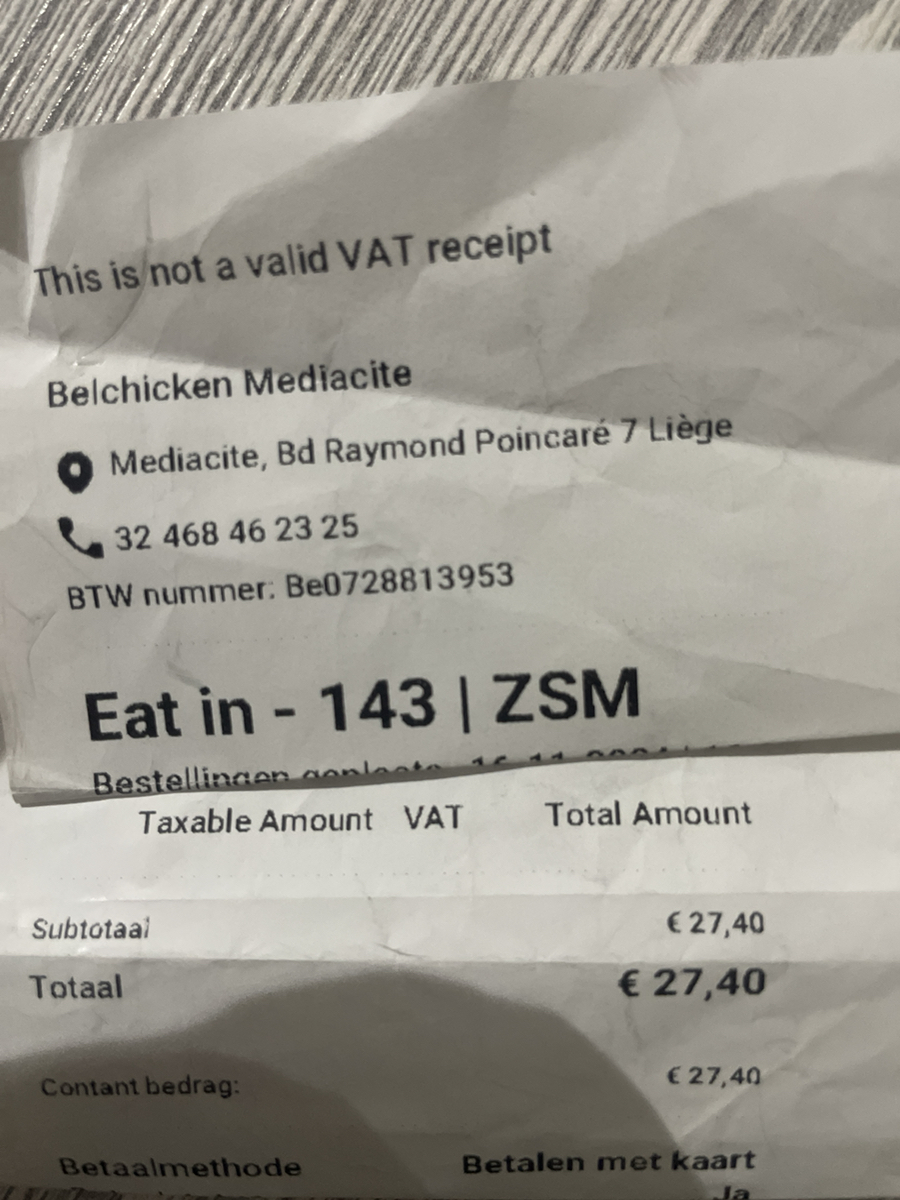 This is not a valid VAT receipt
Belchicken Mediacite
Mediacite, Bd Raymond Poincaré 7 Liège
32 468 46 23 25
BTW nummer: Be0728813953
Eat in - 143 | ZSM
Bestellingen
Taxable Amount VAT Total Amount
Subtotaal € 27,40
Totaal € 27,40
Contant bedrag: € 27,40
Betaalmethode Betalen met kaart
Ja